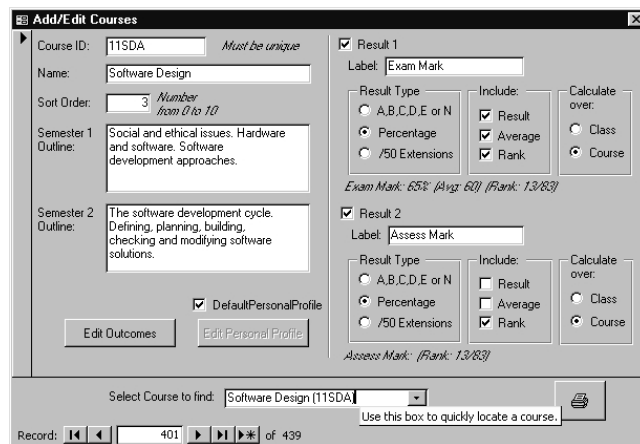 Add/Edit Courses
Course ID: 11SDA Must be unique
Name: Software Design
Sort Order: 3 Number
from 0 to 10
Semester 1
Outline:
Social and ethical issues. Hardware
and software. Software
development approaches.
Semester 2
Outline:
The software development cycle.
Defining, planning, building,
checking and modifying software
solutions.
DefaultPersonalProfile
Edit Outcomes Edit Personal Profile
Result 1
Label: Exam Mark
Result Type
A,B,C,D,E or N
Percentage
/50 Extensions
Include:
Result
Average
Rank
Calculate
over:
Class
Course
Exam Mark: 65% (Avg: 60) (Rank: 13/83)
Result 2
Label: Assess Mark
Result Type
A,B,C,D,E or N
Percentage
/50 Extensions
Include:
Result
Average
Rank
Calculate
over:
Class
Course
Assess Mark: (Rank: 13/83)
Select Course to find: Software Design (11SDA)
Use this box to quickly locate a course.
Record: 401 of 439